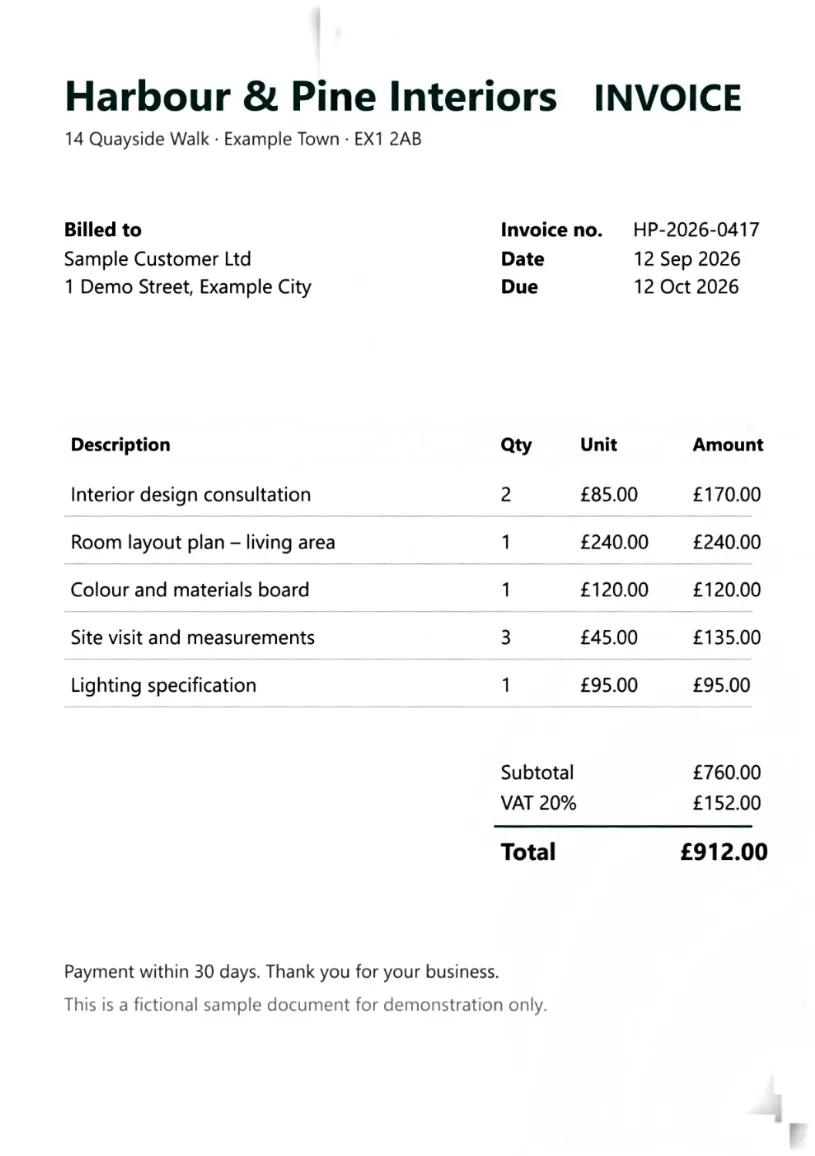 Harbour & Pine Interiors INVOICE
14 Quayside Walk · Example Town · EX1 2AB
Billed to
Sample Customer Ltd
1 Demo Street, Example City
Invoice no. HP-2026-0417
Date 12 Sep 2026
Due 12 Oct 2026
Description Qty Unit Amount
Interior design consultation 2 £85.00 £170.00
Room layout plan – living area 1 £240.00 £240.00
Colour and materials board 1 £120.00 £120.00
Site visit and measurements 3 £45.00 £135.00
Lighting specification 1 £95.00 £95.00
Subtotal £760.00
VAT 20% £152.00
Total £912.00
Payment within 30 days. Thank you for your business.
This is a fictional sample document for demonstration only.